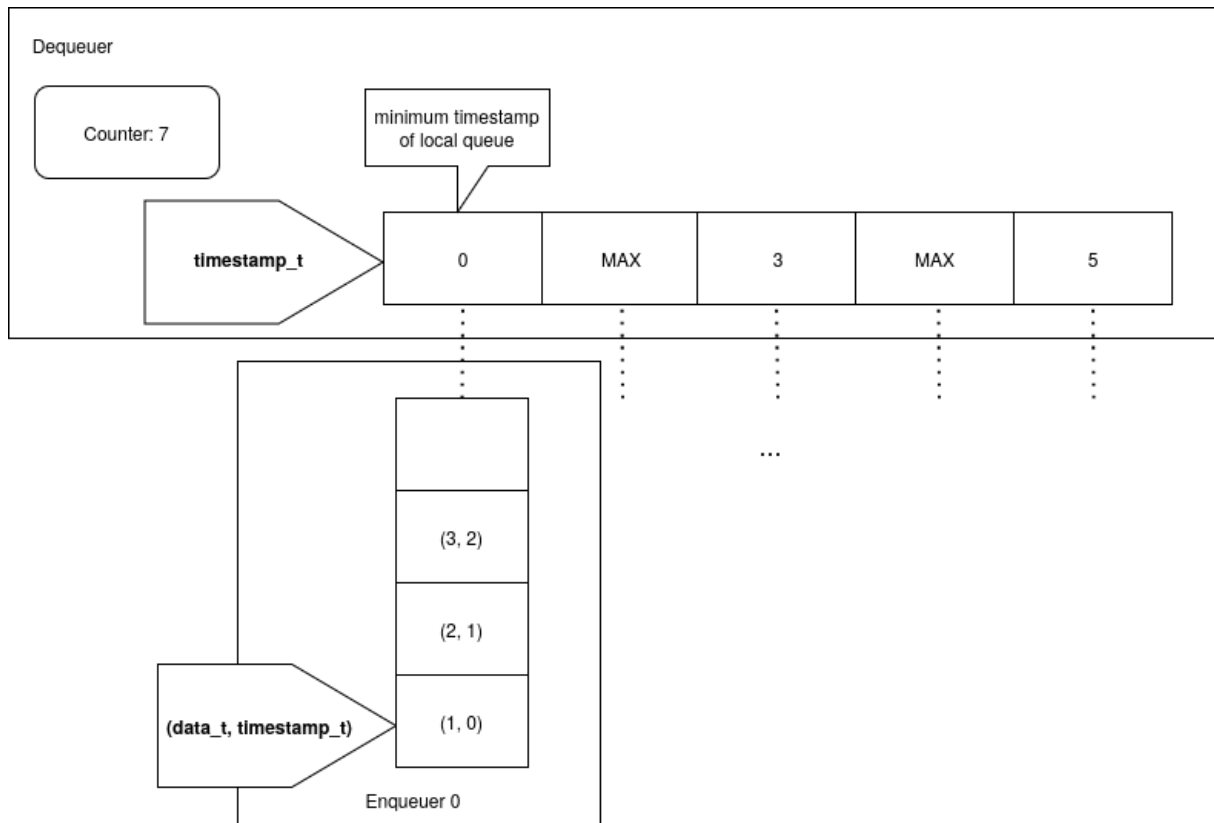 Dequeuer
Counter: 7
minimum timestamp
of local queue
timestamp_t
0 MAX 3 MAX 5
...
(3, 2)
(2, 1)
(data_t, timestamp_t)
(1, 0)
Enqueuer 0